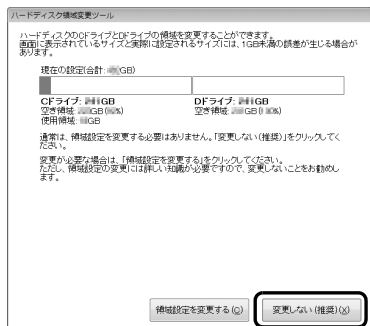 ハードディスク領域変更ツール
ハードディスクのCドライブとDドライブの領域を変更することができます。
画面に表示されているサイズと実際に設定されるサイズには、1GB未満の誤差が生じる場合が
あります。
現在の設定(合計: GB)
Cドライブ: GB
空き領域: GB( %)
使用領域: GB
Dドライブ: GB
空き領域: GB( %)
通常は、領域設定を変更する必要はありません。「変更しない(推奨)」をクリックしてく
ださい。
変更が必要な場合は、「領域設定を変更する」をクリックしてください。
ただし、領域設定の変更には詳しい知識が必要ですので、変更しないことをお勧めし
ます。
領域設定を変更する(C)
変更しない(推奨)(X)